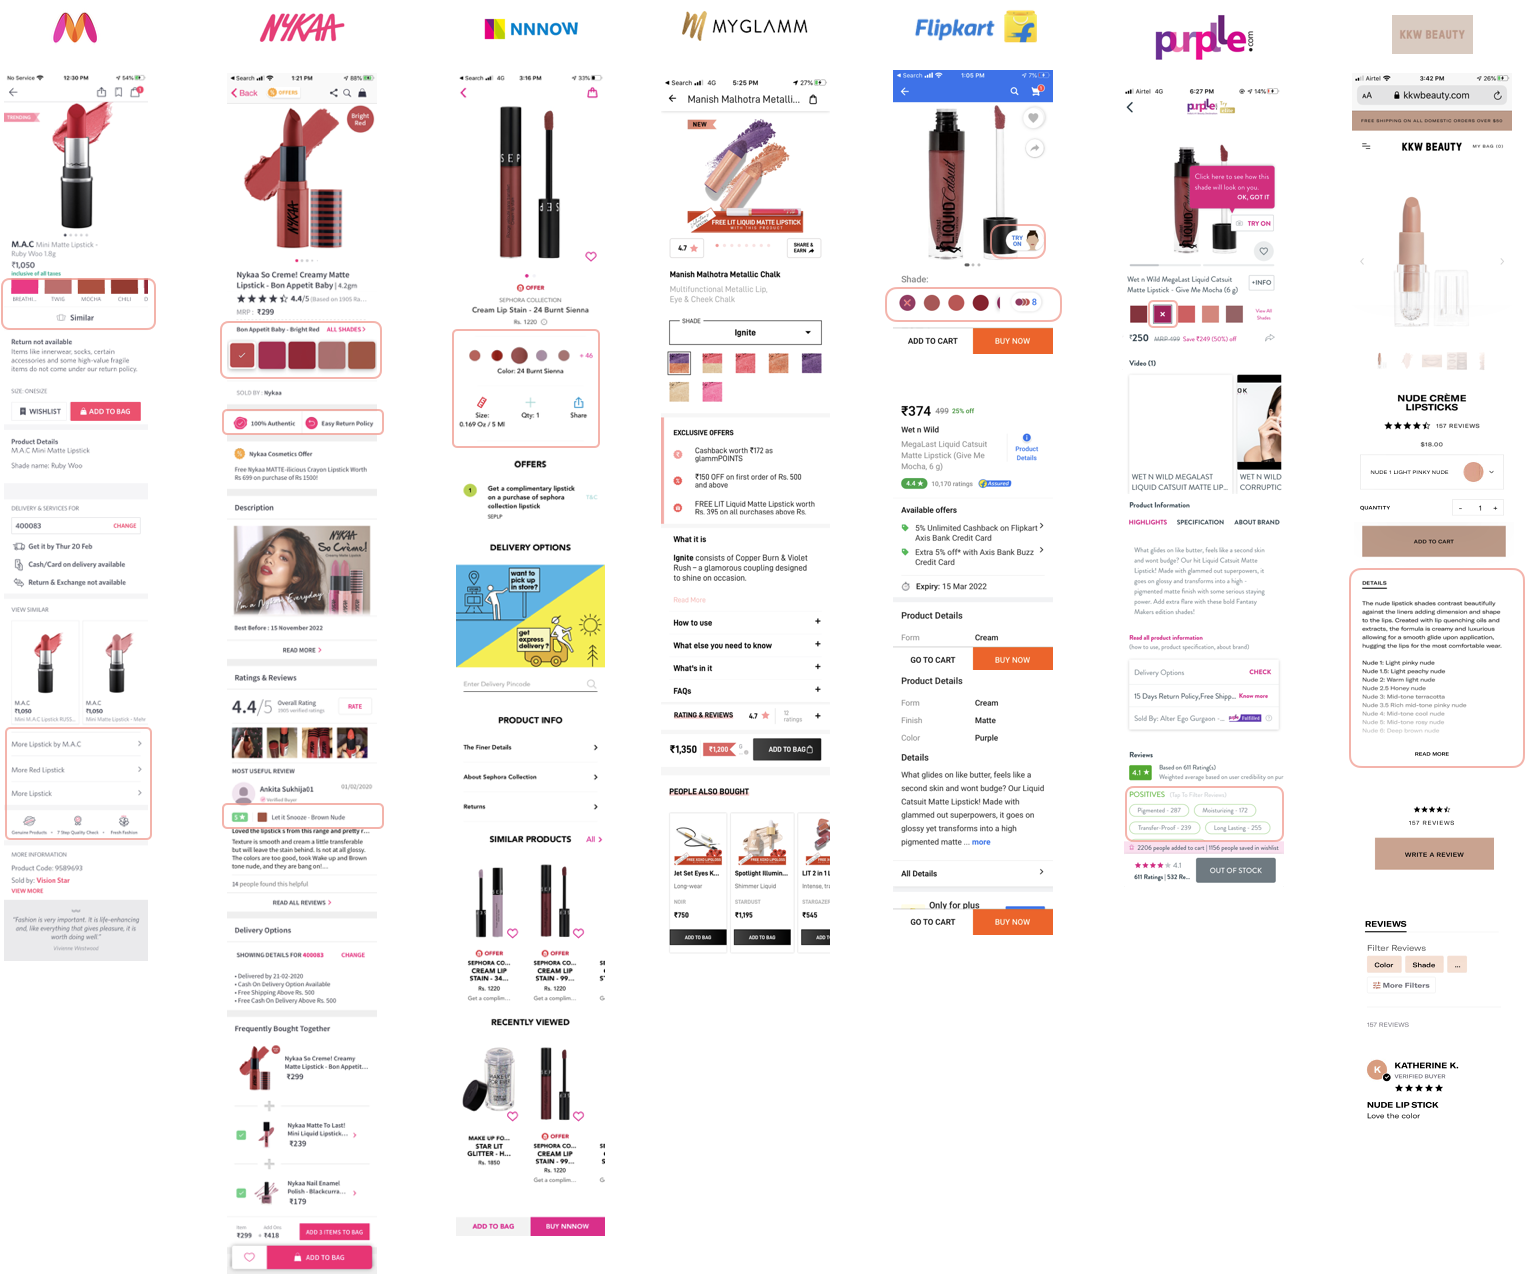 NYKAA
NNNOW
MYGLAMM
Flipkart
purplle.com
KKW BEAUTY
No Service
12:30 PM
54%
TRENDING
M.A.C Mini Matte Lipstick -
Ruby Woo 1.8g
₹1,050
inclusive of all taxes
BREATHI...
TWIG
MOCHA
CHILI
D
Similar
Return not available
Items like innerwear, socks, certain
accessories and some high-value fragile
items do not come under our return policy.
SIZE: ONESIZE
WISHLIST
ADD TO BAG
Product Details
M.A.C Mini Matte Lipstick
Shade name: Ruby Woo
DELIVERY & SERVICES FOR
400083
CHANGE
Get it by Thur 20 Feb
Cash/Card on delivery available
Return & Exchange not available
VIEW SIMILAR
M.A.C
₹1,050
Mini M.A.C Lipstick RUSS...
M.A.C
₹1,050
Mini Matte Lipstick - Mehr
More Lipstick by M.A.C
More Red Lipstick
More Lipstick
Genuine Products
7 Step Quality Check
Fresh Fashion
MORE INFORMATION
Product Code: 9589693
Sold by: Vision Star
VIEW MORE
"Fashion is very important. It is life-enhancing
and, like everything that gives pleasure, it is
worth doing well."
Vivienne Westwood
Search
1:21 PM
88%
Back
OFFERS
Bright
Red
NYKAA
Nykaa So Creme! Creamy Matte
Lipstick - Bon Appetit Baby | 4.2gm
4.4/5 (Based on 1905 Ra...
MRP : ₹299
Bon Appetit Baby - Bright Red
ALL SHADES >
SOLD BY : Nykaa
100% Authentic
Easy Return Policy
Nykaa Cosmetics Offer
Free Nykaa MATTE-ilicious Crayon Lipstick Worth
Rs 699 on purchase of Rs 1500!
Description
NYKAA
So Crème!
Creamy Matte Lipstick
I'm a Nykaa Everyday
Best Before : 15 November 2022
READ MORE >
Ratings & Reviews
4.4/5
Overall Rating
1905 verified ratings
RATE
MOST USEFUL REVIEW
Ankita Sukhija01
01/02/2020
Verified Buyer
5 ★
Let it Snooze - Brown Nude
Loved the lipstick s from this range and pretty r...
Texture is smooth and cream a little transferable
but will leave the stain behind. Is not at all glossy.
The colors are too good, took Wake up and Brown
tone nude, and they are bang on!...
14 people found this helpful
READ ALL REVIEWS >
Delivery Options
SHOWING DETAILS FOR 400083
CHANGE
• Delivered by 21-02-2020
• Cash On Delivery Option Available
• Free Shipping Above Rs. 500
• Free Cash On Delivery Above Rs. 500
Frequently Bought Together
Nykaa So Creme! Creamy
Matte Lipstick - Bon Appetit...
₹299
Nykaa Matte To Last!
Mini Liquid Lipstick...
₹239
Nykaa Nail Enamel
Polish - Blackcurra...
₹179
Item
₹299
+
Add Ons
₹418
ADD 3 ITEMS TO BAG
ADD TO BAG
Search
4G
3:16 PM
33%
SEP
OFFER
SEPHORA COLLECTION
Cream Lip Stain - 24 Burnt Sienna
Rs. 1220
+ 46
Color: 24 Burnt Sienna
Size:
0.169 Oz / 5 Ml
Qty: 1
Share
OFFERS
1
Get a complimentary lipstick
on a purchase of sephora
collection lipstick
SEPLP
T&C
DELIVERY OPTIONS
want to
pick up
in store?
get
express
delivery?
Enter Delivery Pincode
PRODUCT INFO
The Finer Details
About Sephora Collection
Returns
SIMILAR PRODUCTS
All >
OFFER
SEPHORA CO...
CREAM LIP
STAIN - 34...
Rs. 1220
Get a complim...
OFFER
SEPHORA CO...
CREAM LIP
STAIN - 99...
Rs. 1220
Get a complim...
RECENTLY VIEWED
MAKE UP
FOR EVER
MAKE UP FO...
STAR LIT
GLITTER - H...
Rs. 1850
OFFER
SEPHORA CO...
CREAM LIP
STAIN - 99...
Rs. 1220
Get a complim...
ADD TO BAG
BUY NNNOW
Search
4G
5:25 PM
27%
Manish Malhotra Metalli...
NEW
FREE LIT LIQUID MATTE LIPSTICK
WITH THIS PRODUCT
4.7 ★
SHARE &
EARN
Manish Malhotra Metallic Chalk
Multifunctional Metallic Lip,
Eye & Cheek Chalk
SHADE
Ignite
EXCLUSIVE OFFERS
Cashback worth ₹172 as
glammPOINTS
₹150 OFF on first order of Rs. 500
and above
FREE LIT Liquid Matte Lipstick worth
Rs. 395 on all purchases above Rs.
What it is
Ignite consists of Copper Burn & Violet
Rush – a glamorous coupling designed
to shine on occasion.
Read More
How to use
+
What else you need to know
+
What's in it
+
FAQs
+
RATING & REVIEWS
4.7 ★
12
ratings
+
₹1,350
₹1,200
ADD TO BAG
PEOPLE ALSO BOUGHT
Jet Set Eyes K...
Long-wear
NOIR
₹750
ADD TO BAG
Spotlight Illumin...
Shimmer Liquid
STARDUST
₹1,195
ADD TO BAG
LIT 2 in 1 L
Intense, tr
STARGAZER
₹545
ADD TO B
Search
4G
1:05 PM
7%
LIQUID Catsuit
TRY
ON
Shade:
8
ADD TO CART
BUY NOW
₹374 499 25% off
Wet n Wild
MegaLast Liquid Catsuit
Matte Lipstick (Give Me
Mocha, 6 g)
Product
Details
4.4 ★
10,170 ratings
Assured
Available offers
5% Unlimited Cashback on Flipkart
Axis Bank Credit Card
Extra 5% off* with Axis Bank Buzz
Credit Card
Expiry: 15 Mar 2022
Product Details
Form
Cream
GO TO CART
BUY NOW
Product Details
Form
Cream
Finish
Matte
Color
Purple
Details
What glides on like butter, feels like a
second skin and wont budge? Our Liquid
Catsuit Matte Lipstick! Made with
glammed out superpowers, it goes on
glossy yet transforms into a high
pigmented matte ... more
All Details
Only for plus
GO TO CART
BUY NOW
Airtel 4G
6:27 PM
14%
purplle
Click here to see how this
shade will look on you.
OK, GOT IT
TRY ON
Wet n Wild MegaLast Liquid Catsuit
Matte Lipstick - Give Me Mocha (6 g)
+INFO
View All
Shades
₹250 MRP 499 Save ₹249 (50%) off
Video (1)
WET N WILD MEGALAST
LIQUID CATSUIT MATTE LIP...
OK
WET N WILD
CORRUPTIC
Product Information
HIGHLIGHTS
SPECIFICATION
ABOUT BRAND
What glides on like butter, feels like a second skin
and wont budge? Our hit Liquid Catsuit Matte
Lipstick! Made with glammed out superpowers, it
goes on glossy and transforms into a high -
pigmented matte finish with some serious staying
power. Add extra flare with these bold Fantasy
Makers edition shades!
Read all product information
(how to use, product specification, about brand)
Delivery Options
CHECK
15 Days Return Policy,Free Shipp...
Know more
Sold By: Alter Ego Gurgaon -...
Fulfilled
Reviews
4.1 ★
Based on 611 Rating(s)
Weighted average based on user credibility on pur
POSITIVES (Tap To Filter Reviews)
Pigmented - 287
Moisturizing - 172
Transfer-Proof - 239
Long Lasting - 255
2206 people added to cart | 1156 people saved in wishlist
4.1
611 Ratings | 532 Re...
OUT OF STOCK
Airtel
3:42 PM
26%
AA
kkwbeauty.com
FREE SHIPPING ON ALL DOMESTIC ORDERS OVER $50
KKW BEAUTY
MY BAG (0)
NUDE CRÈME
LIPSTICKS
157 REVIEWS
$18.00
NUDE 1 LIGHT PINKY NUDE
QUANTITY
- 1 +
ADD TO CART
DETAILS
The nude lipstick shades contrast beautifully
against the liners adding dimension and shape
to the lips. Created with lip quenching oils and
extracts, the formula is creamy and luxurious
allowing for a smooth glide upon application,
hugging the lips for the most comfortable wear.
Nude 1: Light pinky nude
Nude 1.5: Light peachy nude
Nude 2: Warm light nude
Nude 2.5 Honey nude
Nude 3: Mid-tone terracotta
Nude 3.5 Rich mid-tone pinky nude
Nude 4: Mid-tone cool nude
Nude 5: Mid-tone rosy nude
Nude 6: Deep brown nude
READ MORE
157 REVIEWS
WRITE A REVIEW
REVIEWS
Filter Reviews
Color
Shade
...
More Filters
157 REVIEWS
K
KATHERINE K.
VERIFIED BUYER
NUDE LIP STICK
Love the color